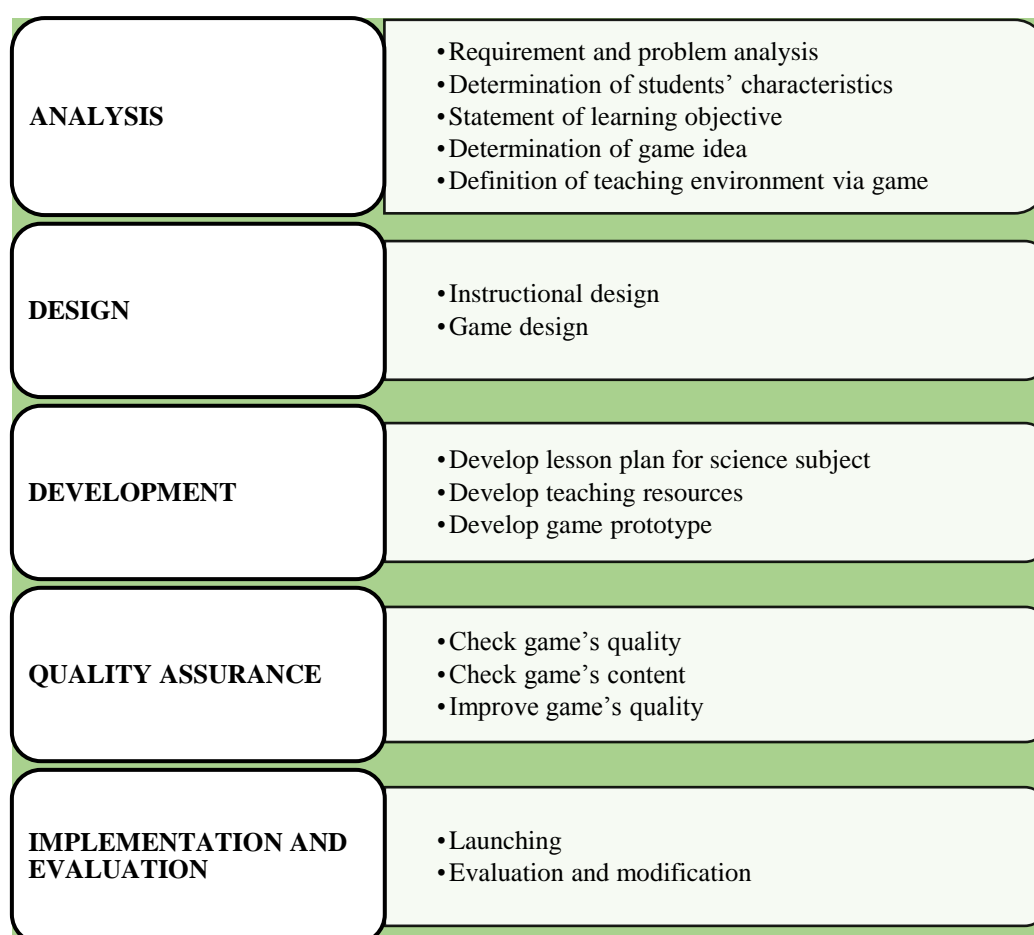 ANALYSIS
•Requirement and problem analysis
•Determination of students’ characteristics
•Statement of learning objective
•Determination of game idea
•Definition of teaching environment via game
DESIGN
•Instructional design
•Game design
DEVELOPMENT
•Develop lesson plan for science subject
•Develop teaching resources
•Develop game prototype
QUALITY ASSURANCE
•Check game’s quality
•Check game’s content
•Improve game’s quality
IMPLEMENTATION AND
EVALUATION
•Launching
•Evaluation and modification